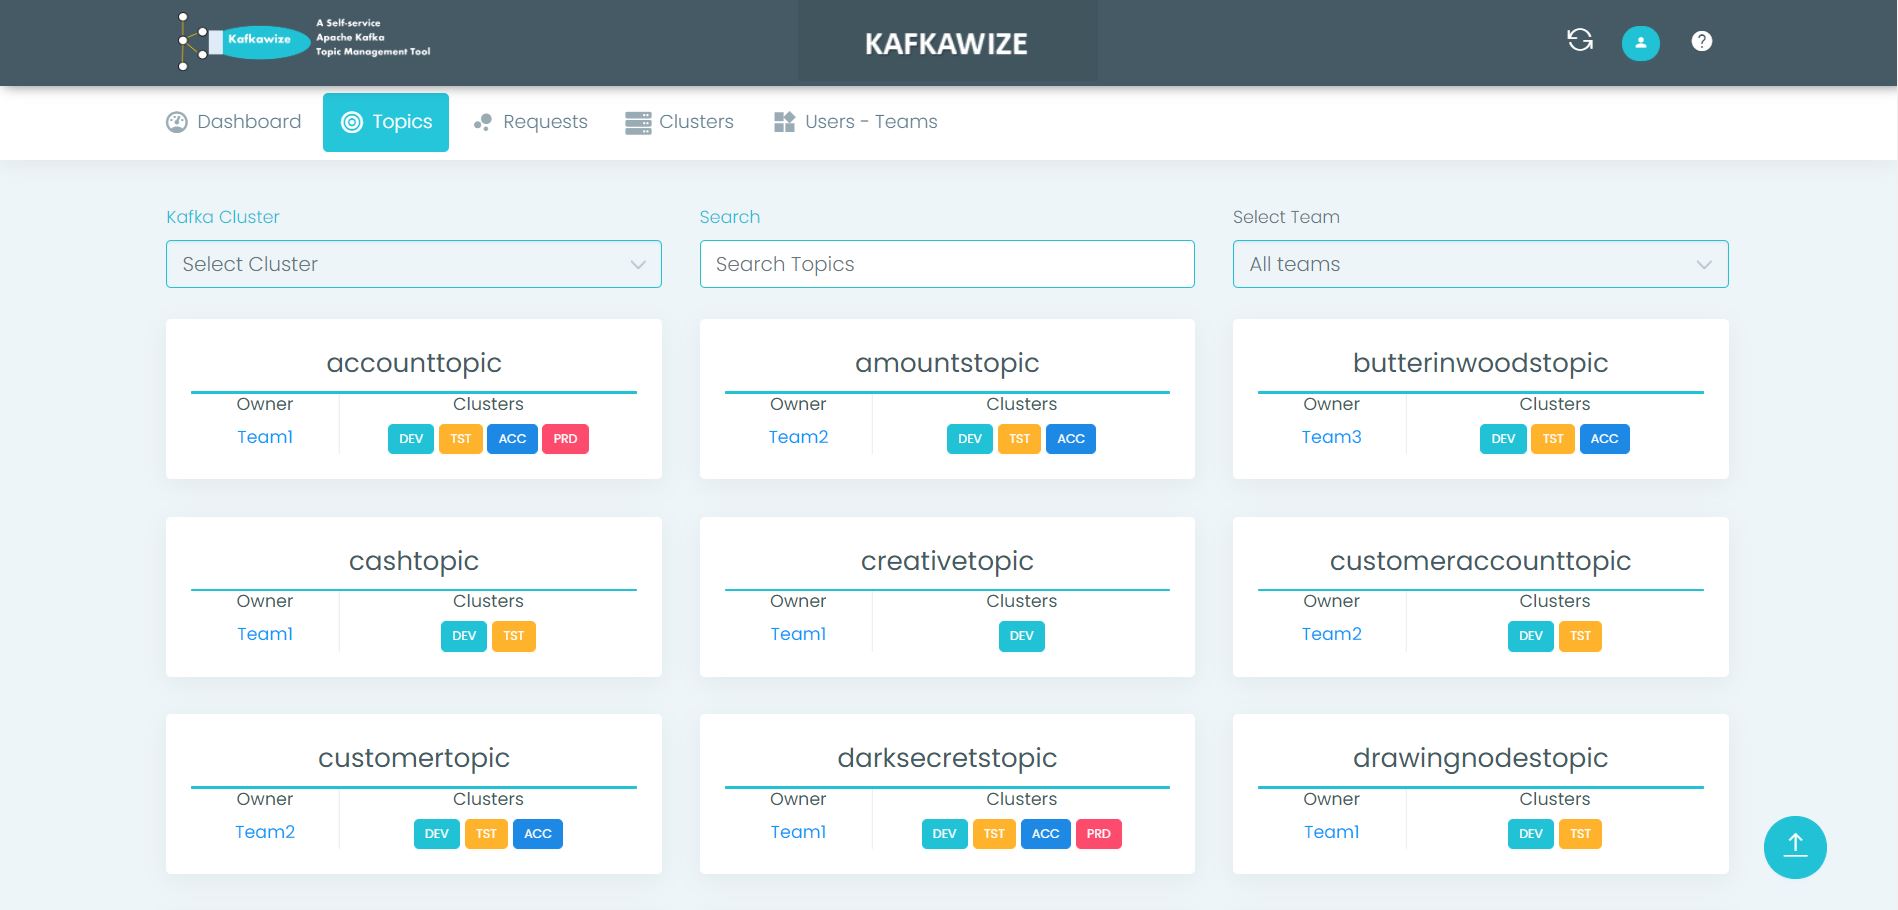 Kafkawize
A Self-service
Apache Kafka
Topic Management Tool
KAFKAWIZE
Dashboard
Topics
Requests
Clusters
Users - Teams
Kafka Cluster
Select Cluster
Search
Search Topics
Select Team
All teams
accounttopic
Owner
Team1
Clusters
DEV TST ACC PRD
amountstopic
Owner
Team2
Clusters
DEV TST ACC
butterinwoodstopic
Owner
Team3
Clusters
DEV TST ACC
cashtopic
Owner
Team1
Clusters
DEV TST
creativetopic
Owner
Team1
Clusters
DEV
customeraccounttopic
Owner
Team2
Clusters
DEV TST
customertopic
Owner
Team2
Clusters
DEV TST ACC
darksecretstopic
Owner
Team1
Clusters
DEV TST ACC PRD
drawingnodestopic
Owner
Team1
Clusters
DEV TST